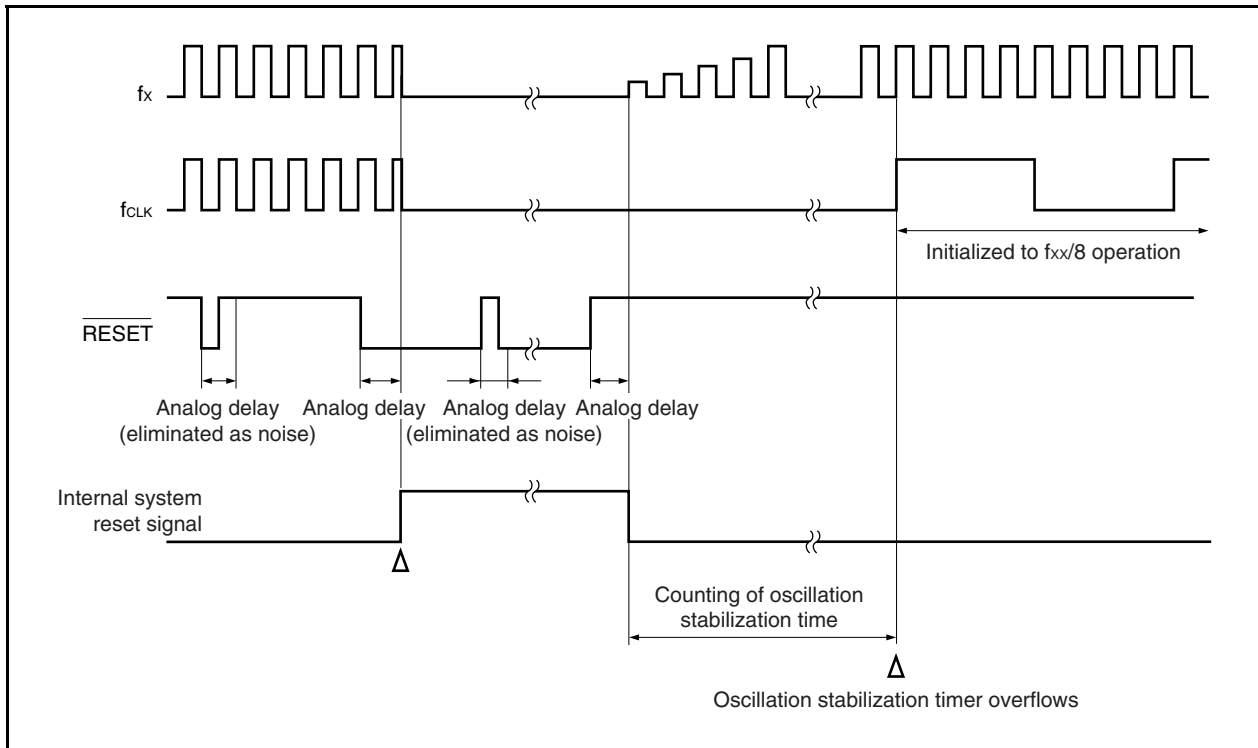 fX
fCLK
Initialized to fXX/8 operation
RESET
Analog delay
(eliminated as noise)
Analog delay
Analog delay
(eliminated as noise)
Analog delay
Internal system
reset signal
Counting of oscillation
stabilization time
Oscillation stabilization timer overflows